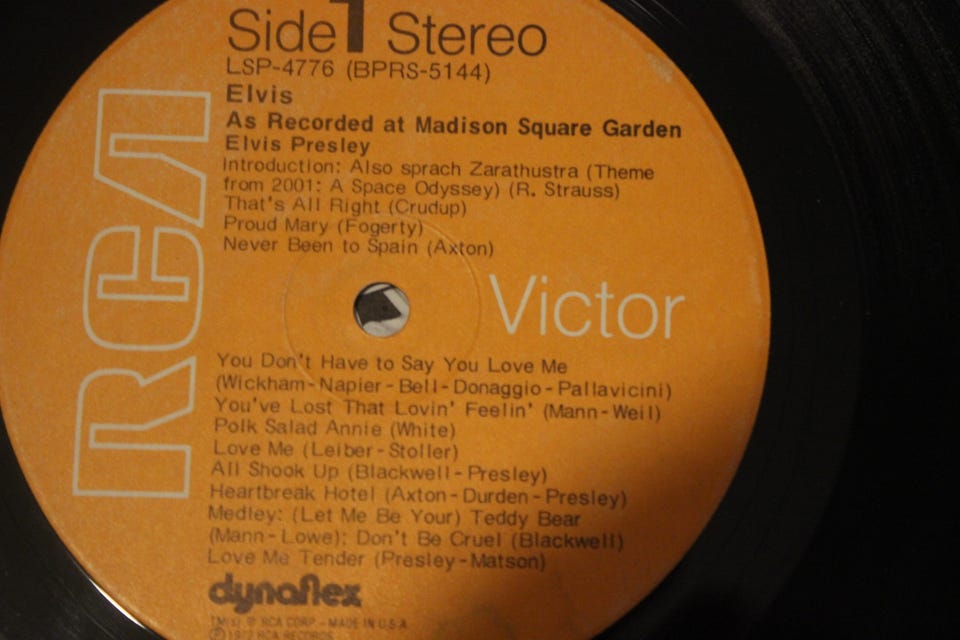 Side 1 Stereo
LSP-4776 (BPRS-5144)
Elvis
As Recorded at Madison Square Garden
Elvis Presley
Introduction: Also sprach Zarathustra (Theme
from 2001: A Space Odyssey) (R. Strauss)
That's All Right (Crudup)
Proud Mary (Fogerty)
Never Been to Spain (Axton)
RCA
Victor
You Don't Have to Say You Love Me
(Wickham-Napier-Bell-Donaggio-Pallavicini)
You've Lost That Lovin' Feelin' (Mann-Weil)
Polk Salad Annie (White)
Love Me (Leiber-Stoller)
All Shook Up (Blackwell-Presley)
Heartbreak Hotel (Axton-Durden-Presley)
Medley: (Let Me Be Your) Teddy Bear
(Mann-Lowe); Don't Be Cruel (Blackwell)
Love Me Tender (Presley-Matson)
dynaflex
TM(s) ® RCA CORP - MADE IN U.S.A
Ⓟ 1972 RCA RECORDS